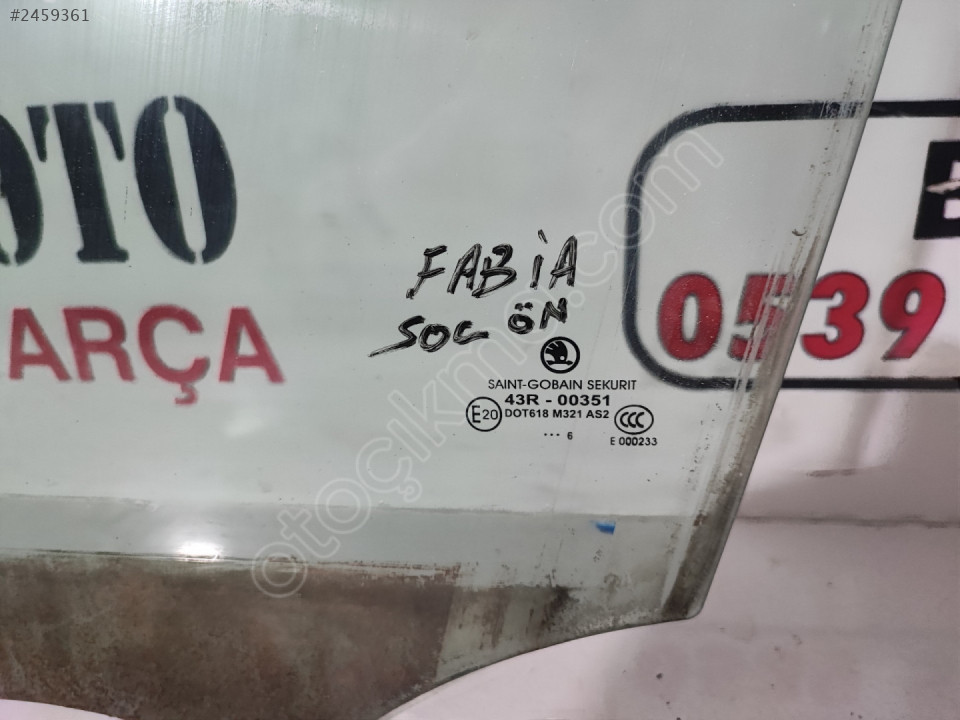 #2459361
OTO
ARÇA
FABİA
SOL ÖN
0539
SAINT-GOBAIN SEKURIT
43R - 00351
E20
DOT618 M321 AS2
CCC
... 6
E 000233
otoçıkma.com